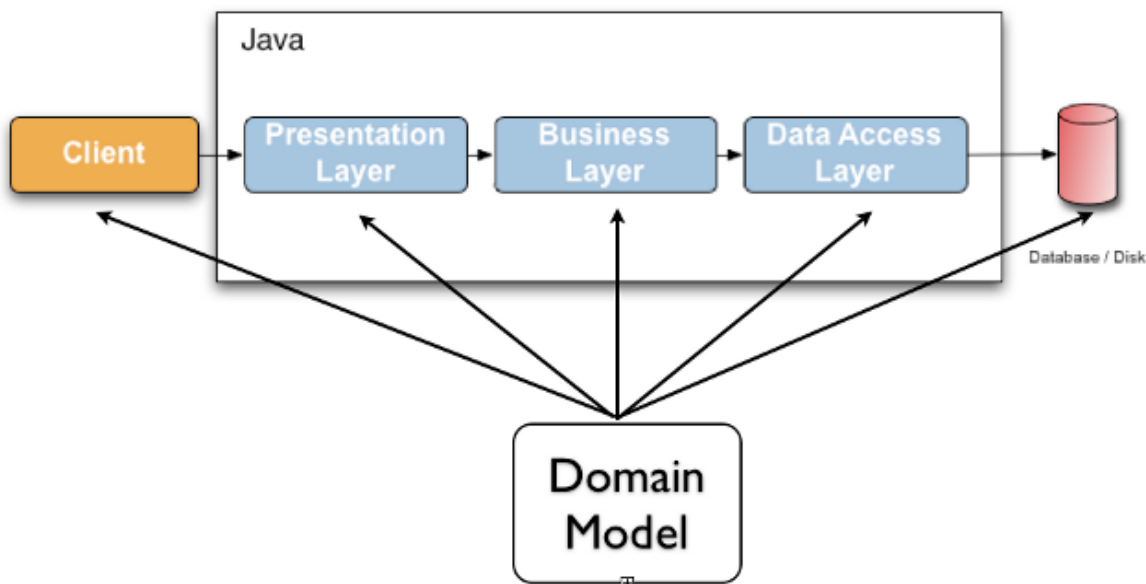 Java
Client
Presentation
Layer
Business
Layer
Data Access
Layer
Database / Disk
Domain
Model